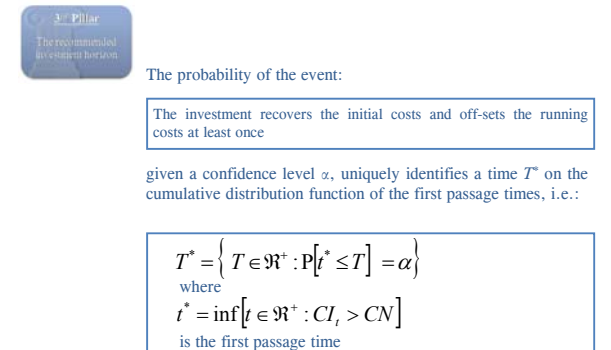 3rd Pillar
The recommended
investment horizon
The probability of the event:
The investment recovers the initial costs and off-sets the running
costs at least once
given a confidence level α, uniquely identifies a time T* on the
cumulative distribution function of the first passage times, i.e.:
T* = { T ∈ ℜ⁺ : P[t* ≤ T] = α }
where
t* = inf[t ∈ ℜ⁺ : CIₜ > CN]
is the first passage time